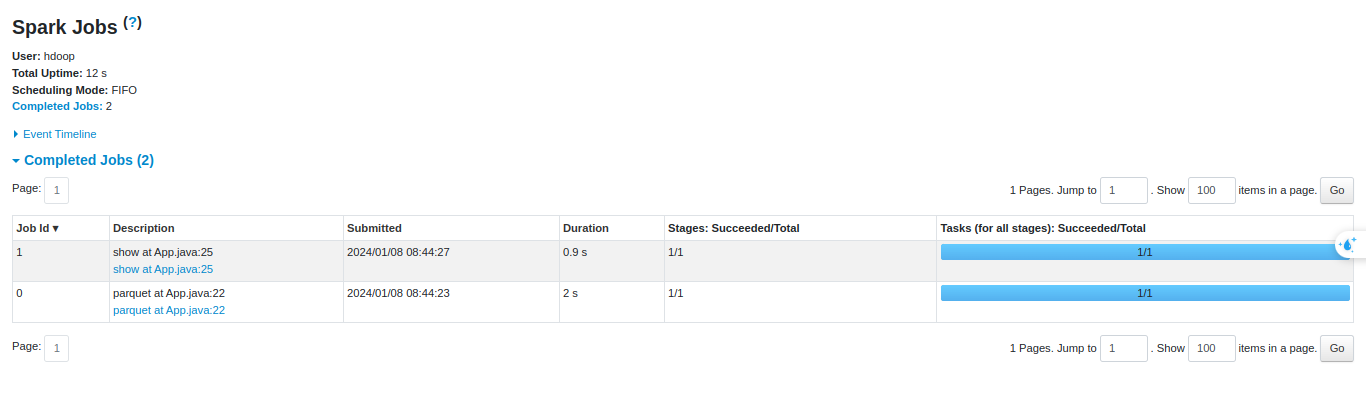 Spark Jobs (?)
User: hdoop
Total Uptime: 12 s
Scheduling Mode: FIFO
Completed Jobs: 2
Event Timeline
Completed Jobs (2)
Page: 1 1 Pages. Jump to 1 . Show 100 items in a page. Go
Job Id ▾ Description Submitted Duration Stages: Succeeded/Total Tasks (for all stages): Succeeded/Total
1 show at App.java:25 2024/01/08 08:44:27 0.9 s 1/1 1/1
show at App.java:25
0 parquet at App.java:22 2024/01/08 08:44:23 2 s 1/1 1/1
parquet at App.java:22
Page: 1 1 Pages. Jump to 1 . Show 100 items in a page. Go